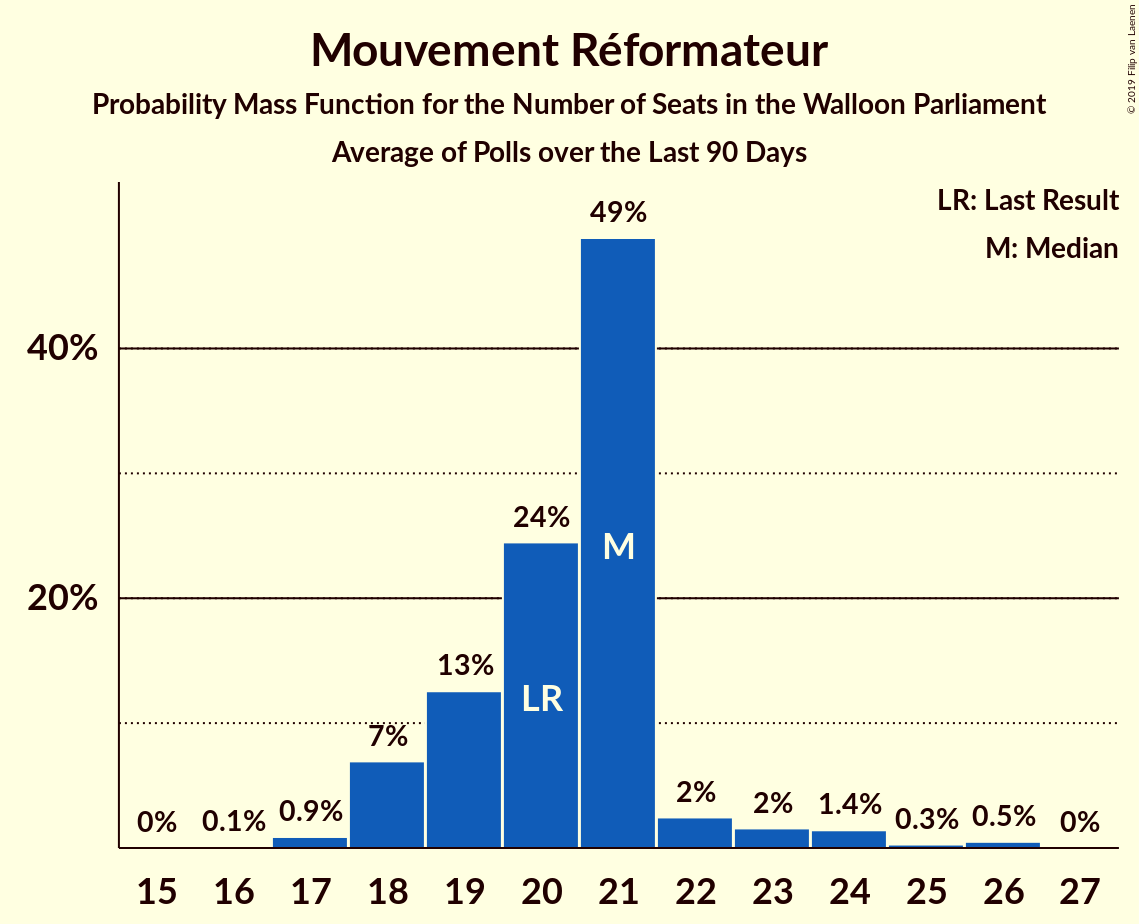 Mouvement Réformateur
Probability Mass Function for the Number of Seats in the Walloon Parliament
Average of Polls over the Last 90 Days
© 2019 Filip van Laenen
LR: Last Result
M: Median
49%
40%
24%
M
20%
13%
LR
7%
2%
2%
1.4%
0.9%
0.5%
0.3%
0.1%
0%
0%
15 16 17 18 19 20 21 22 23 24 25 26 27